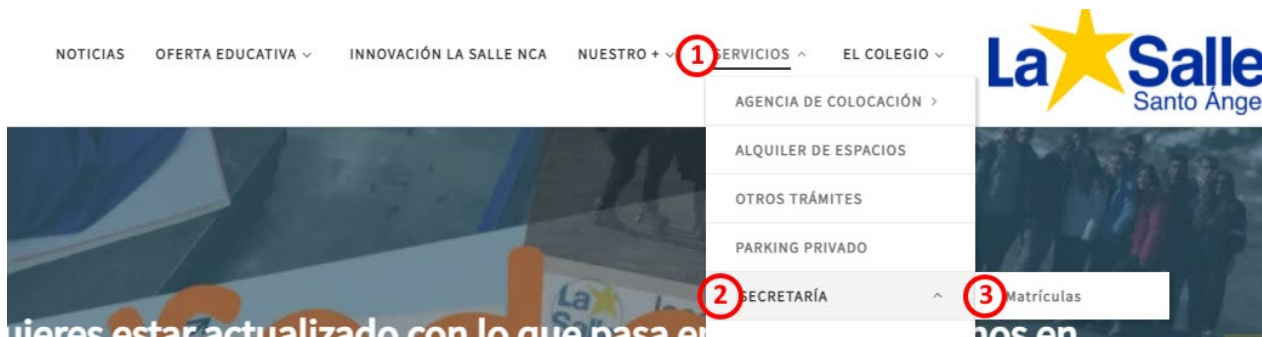 NOTICIAS OFERTA EDUCATIVA INNOVACIÓN LA SALLE NCA NUESTRO + 1 SERVICIOS EL COLEGIO
La Salle
Santo Ánge
AGENCIA DE COLOCACIÓN >
ALQUILER DE ESPACIOS
OTROS TRÁMITES
PARKING PRIVADO
2 SECRETARÍA 3 Matrículas
La
Salle
uieres estar actualizado con lo que pasa en nos en